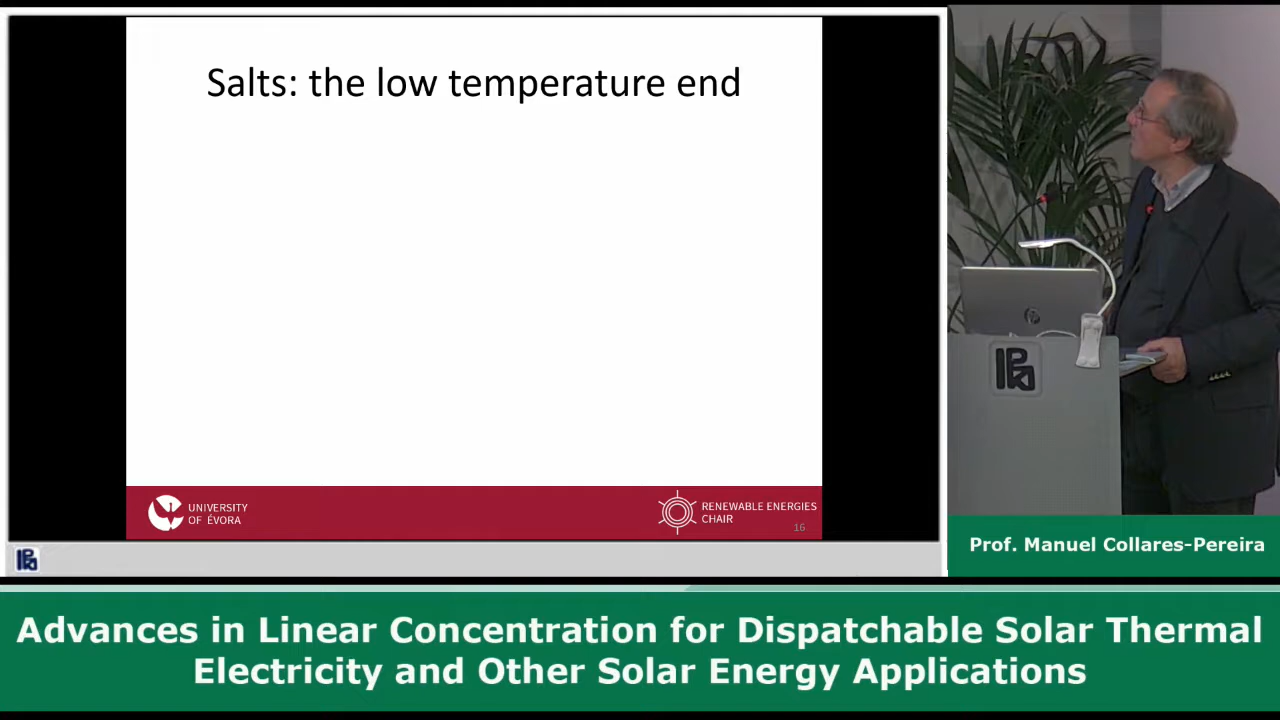 Salts: the low temperature end
UNIVERSITY
OF ÉVORA
RENEWABLE ENERGIES
CHAIR
16
Prof. Manuel Collares-Pereira
Advances in Linear Concentration for Dispatchable Solar Thermal
Electricity and Other Solar Energy Applications